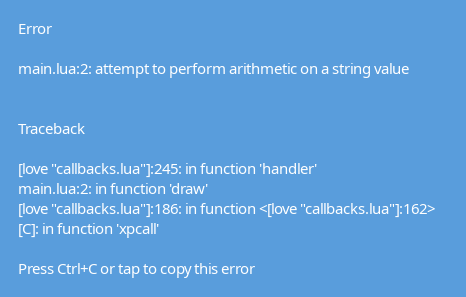 Error
main.lua:2: attempt to perform arithmetic on a string value
Traceback
[love "callbacks.lua"]:245: in function 'handler'
main.lua:2: in function 'draw'
[love "callbacks.lua"]:186: in function <[love "callbacks.lua"]:162>
[C]: in function 'xpcall'
Press Ctrl+C or tap to copy this error